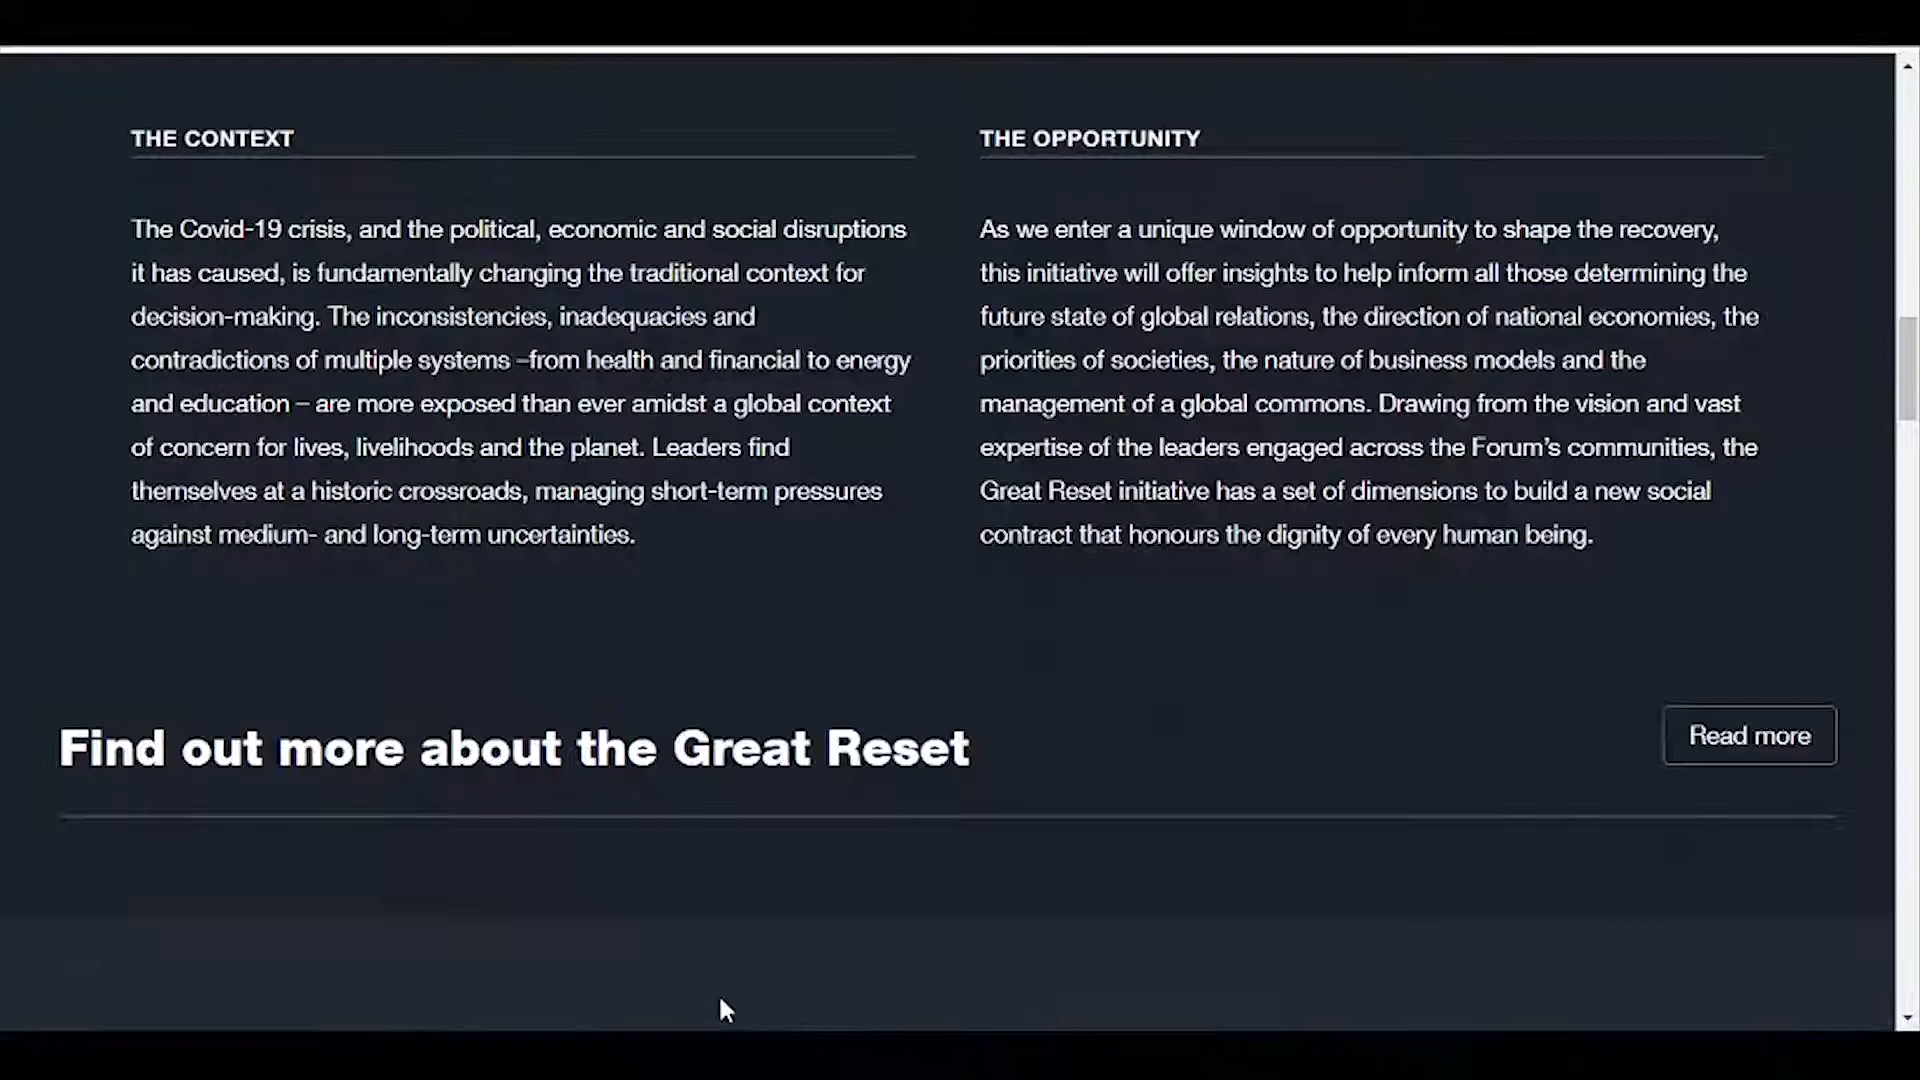 THE CONTEXT
The Covid-19 crisis, and the political, economic and social disruptions
it has caused, is fundamentally changing the traditional context for
decision-making. The inconsistencies, inadequacies and
contradictions of multiple systems –from health and financial to energy
and education – are more exposed than ever amidst a global context
of concern for lives, livelihoods and the planet. Leaders find
themselves at a historic crossroads, managing short-term pressures
against medium- and long-term uncertainties.
THE OPPORTUNITY
As we enter a unique window of opportunity to shape the recovery,
this initiative will offer insights to help inform all those determining the
future state of global relations, the direction of national economies, the
priorities of societies, the nature of business models and the
management of a global commons. Drawing from the vision and vast
expertise of the leaders engaged across the Forum’s communities, the
Great Reset initiative has a set of dimensions to build a new social
contract that honours the dignity of every human being.
Find out more about the Great Reset
Read more